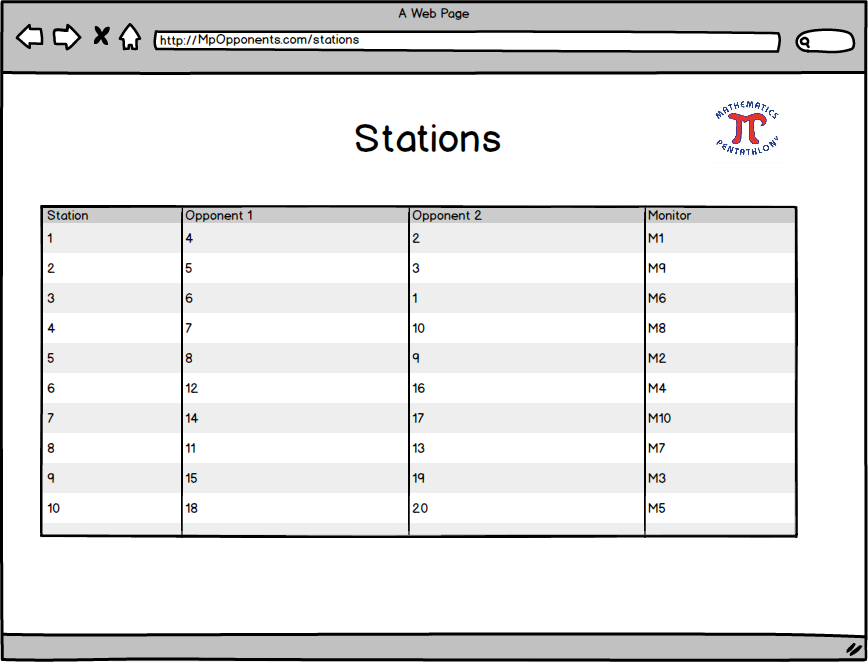 A Web Page
http://MpOpponents.com/stations
MATHEMATICS
PENTATHLON
Stations
Station Opponent 1 Opponent 2 Monitor
1 4 2 M1
2 5 3 M9
3 6 1 M6
4 7 10 M8
5 8 9 M2
6 12 16 M4
7 14 17 M10
8 11 13 M7
9 15 19 M3
10 18 20 M5